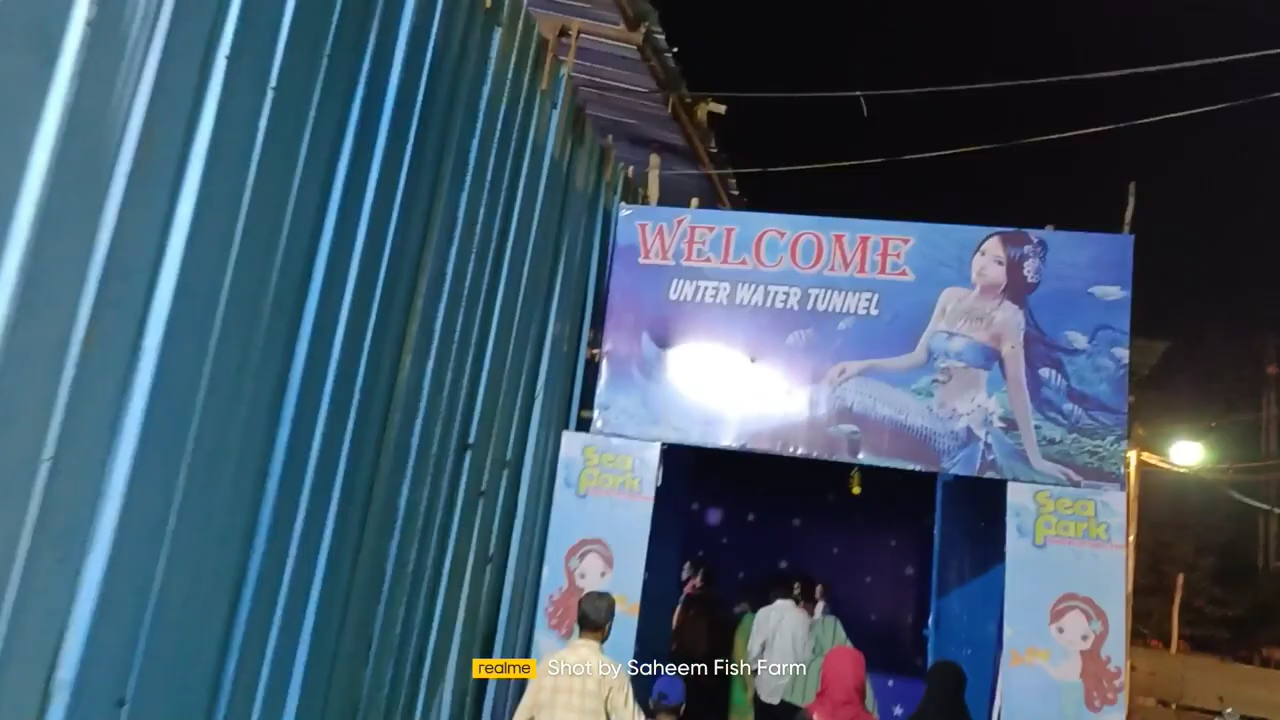 WELCOME
UNTER WATER TUNNEL
Sea
Park
Sea
Park
realme Shot by Saheem Fish Farm